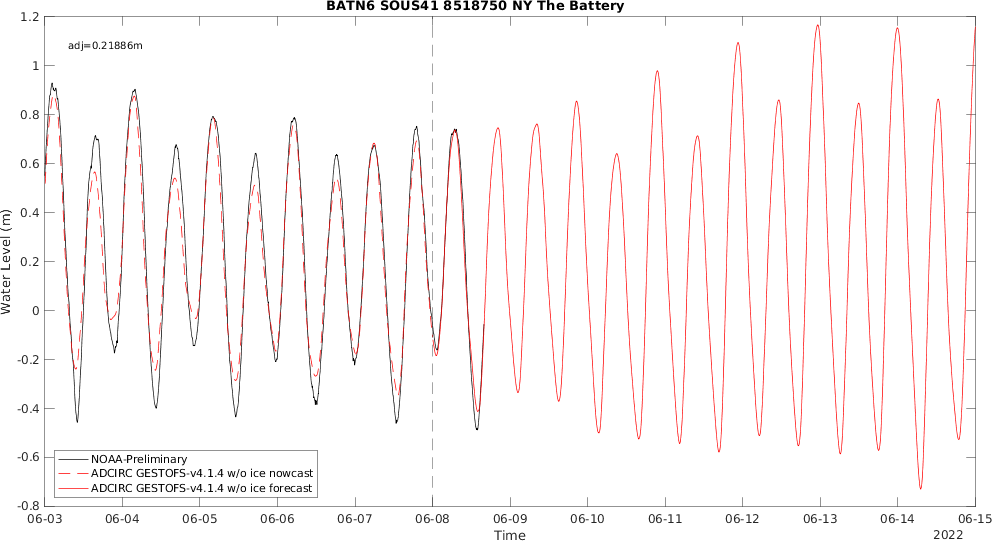 BATN6 SOUS41 8518750 NY The Battery
adj=0.21886m
1.2
1
0.8
0.6
0.4
0.2
0
-0.2
-0.4
-0.6
-0.8
Water Level (m)
NOAA-Preliminary
ADCIRC GESTOFS-v4.1.4 w/o ice nowcast
ADCIRC GESTOFS-v4.1.4 w/o ice forecast
06-03 06-04 06-05 06-06 06-07 06-08 06-09 06-10 06-11 06-12 06-13 06-14 06-15
Time
2022